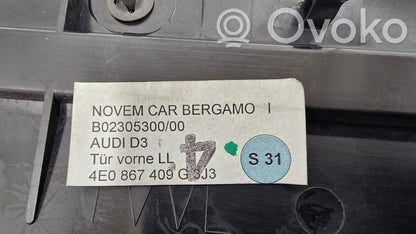 Ovoko
NOVEM CAR BERGAMO I
B02305300/00
AUDI D3
Tür vorne LL
S 31
4E0 867 409 G 3J3